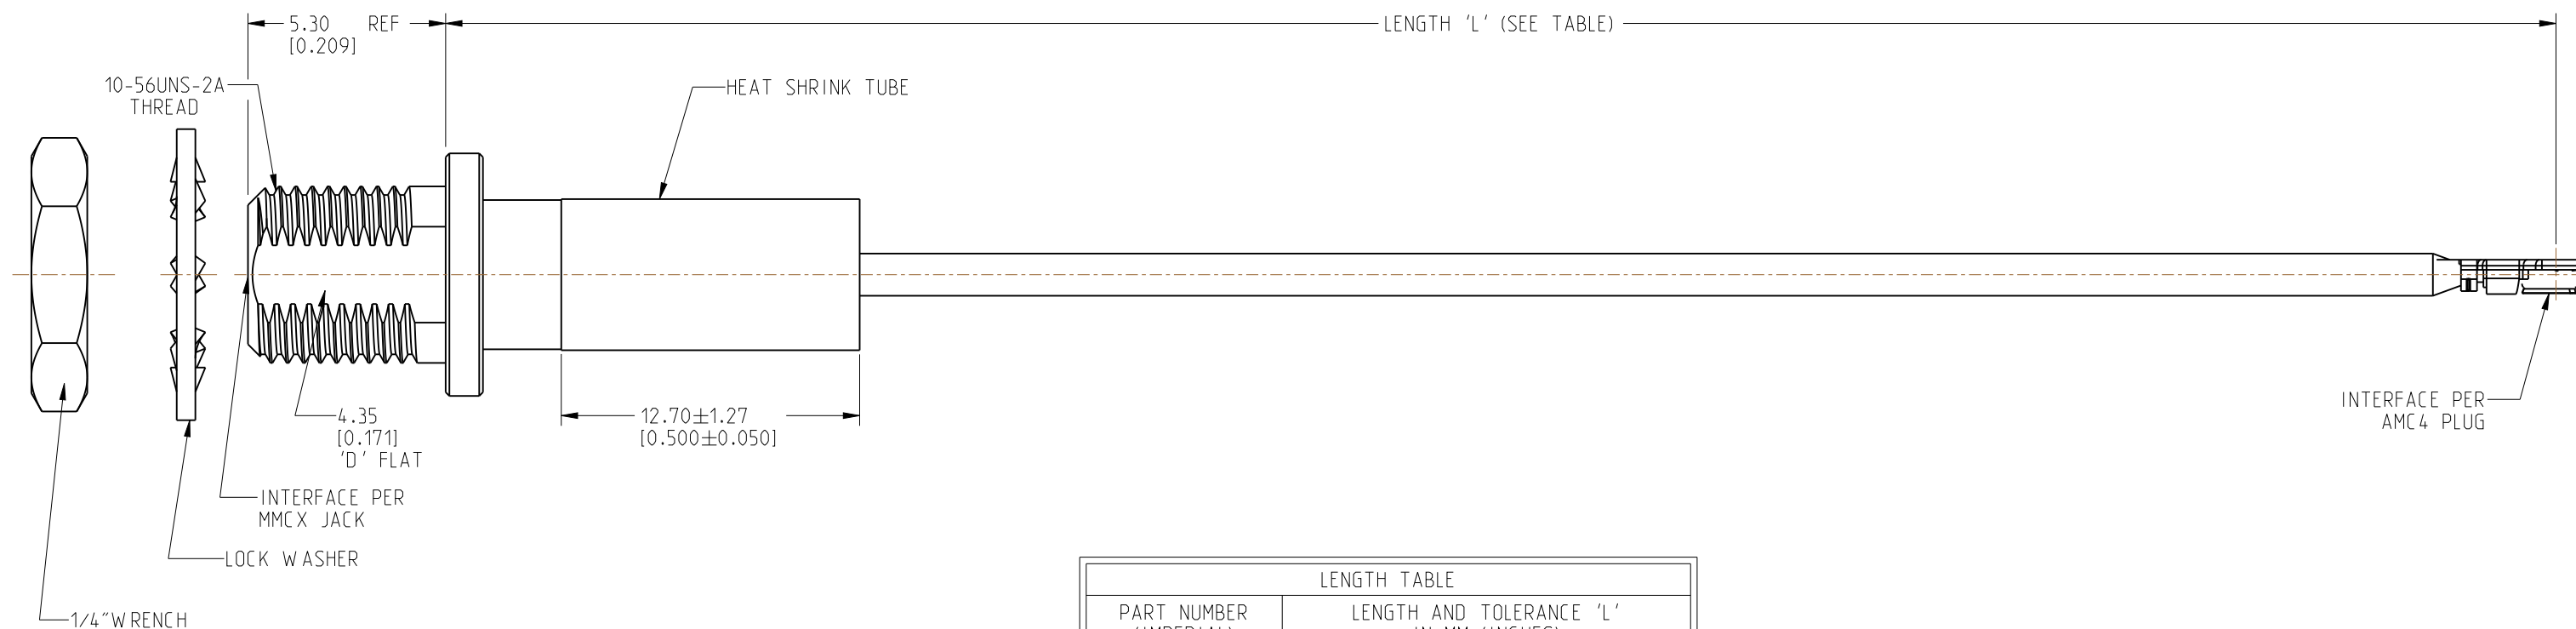 5.30 REF
[0.209]
LENGTH 'L' (SEE TABLE)
10-56UNS-2A
THREAD
HEAT SHRINK TUBE
4.35
[0.171]
'D' FLAT
12.70±1.27
[0.500±0.050]
INTERFACE PER
AMC4 PLUG
INTERFACE PER
MMCX JACK
LOCK WASHER
1/4"WRENCH
LENGTH TABLE
PART NUMBER
LENGTH AND TOLERANCE 'L'